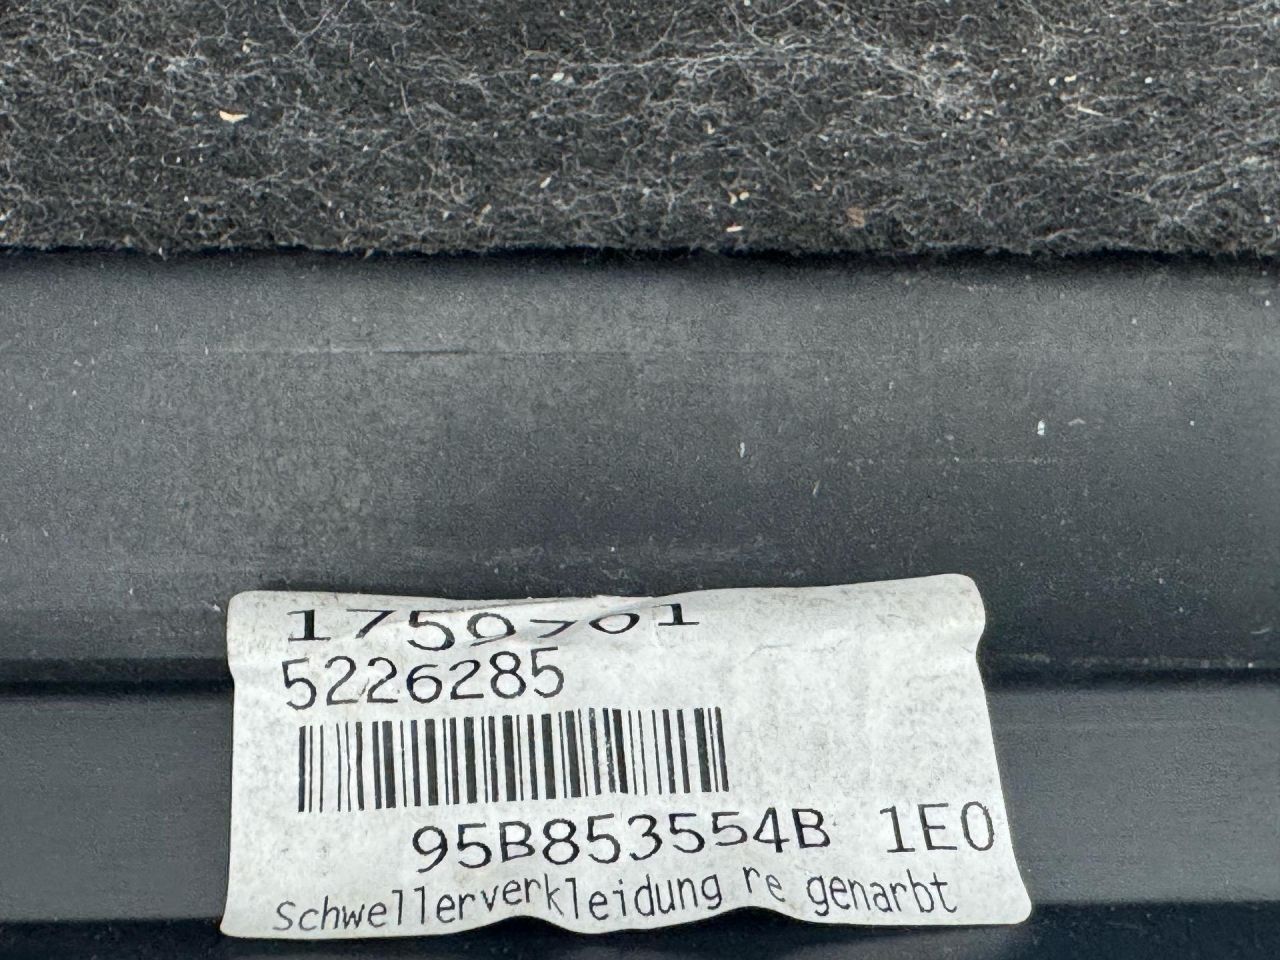 5226285
95B853554B 1E0
Schwellerverkleidung re genarbt